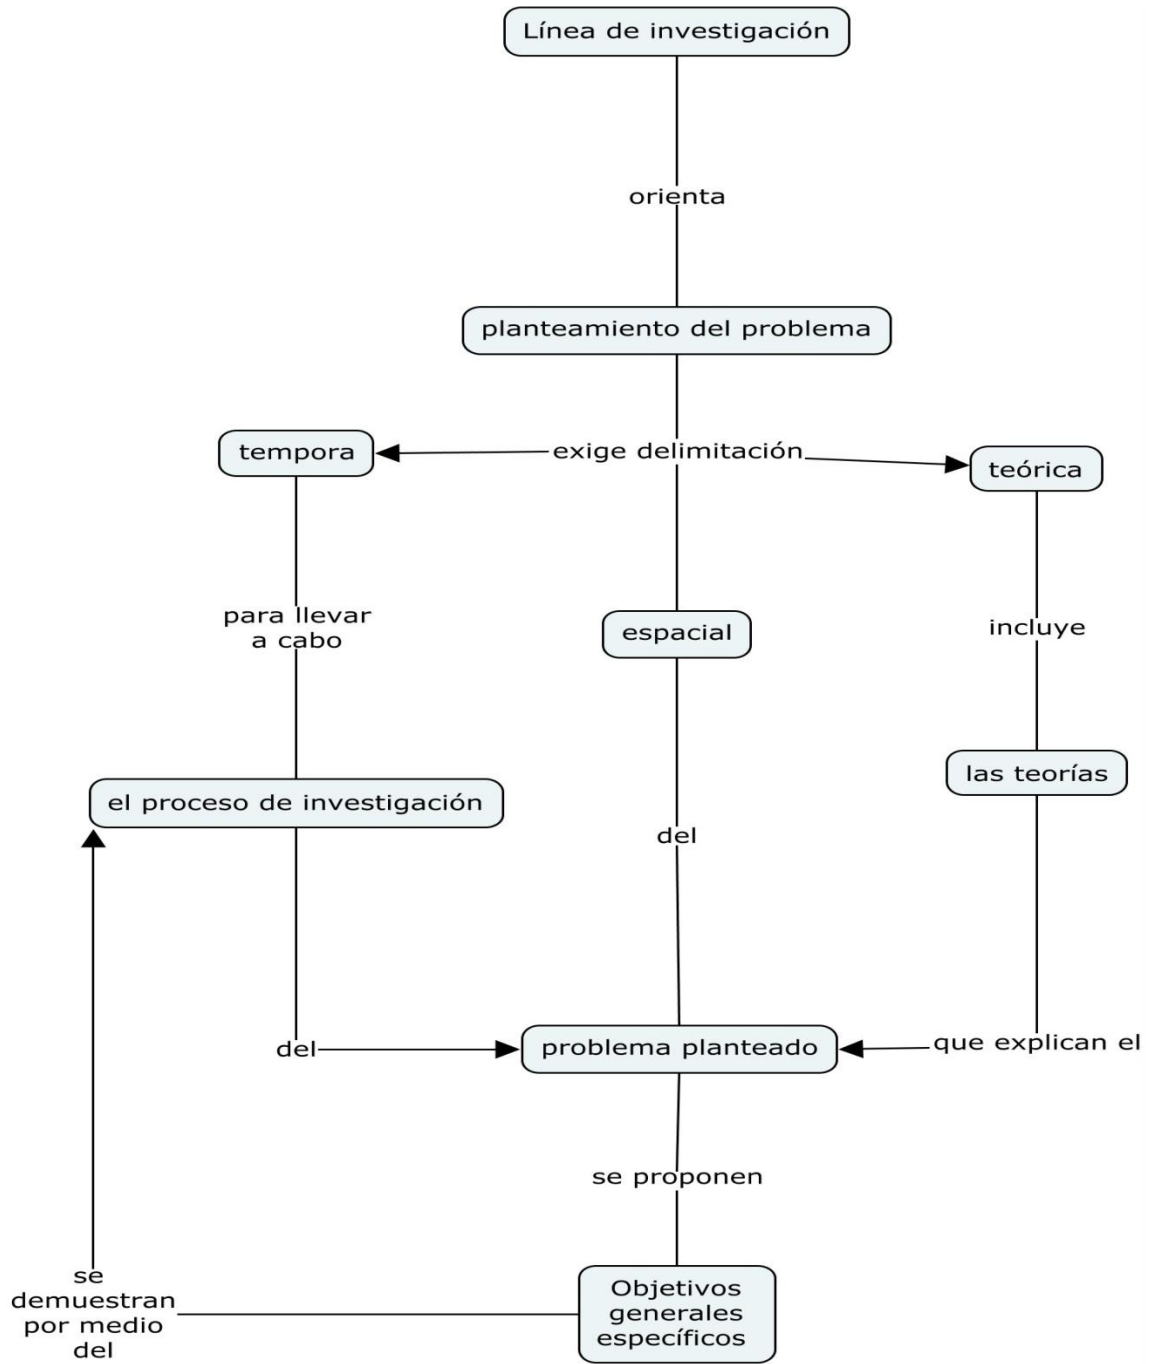 Línea de investigación
orienta
planteamiento del problema
tempora
exige delimitación
teórica
para llevar
a cabo
espacial
incluye
el proceso de investigación
las teorías
del
del
problema planteado
que explican el
se proponen
se
demuestran
por medio
del
Objetivos
generales
específicos